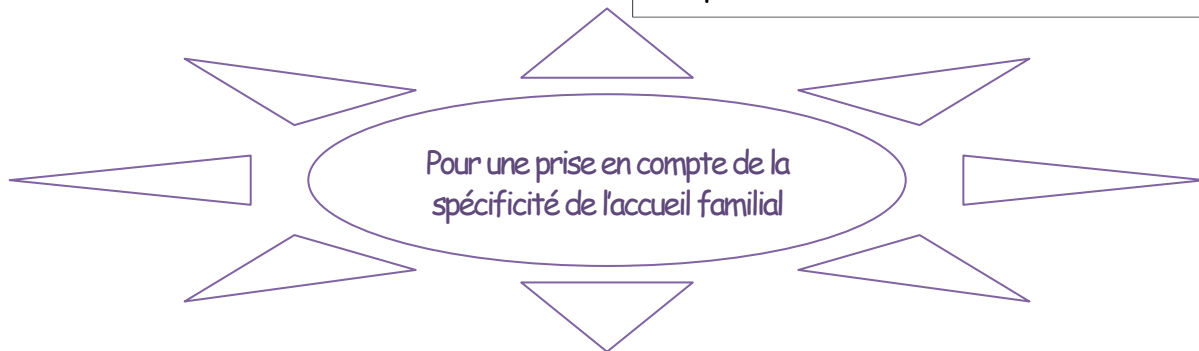 Pour une prise en compte de la
spécificité de l'accueil familial